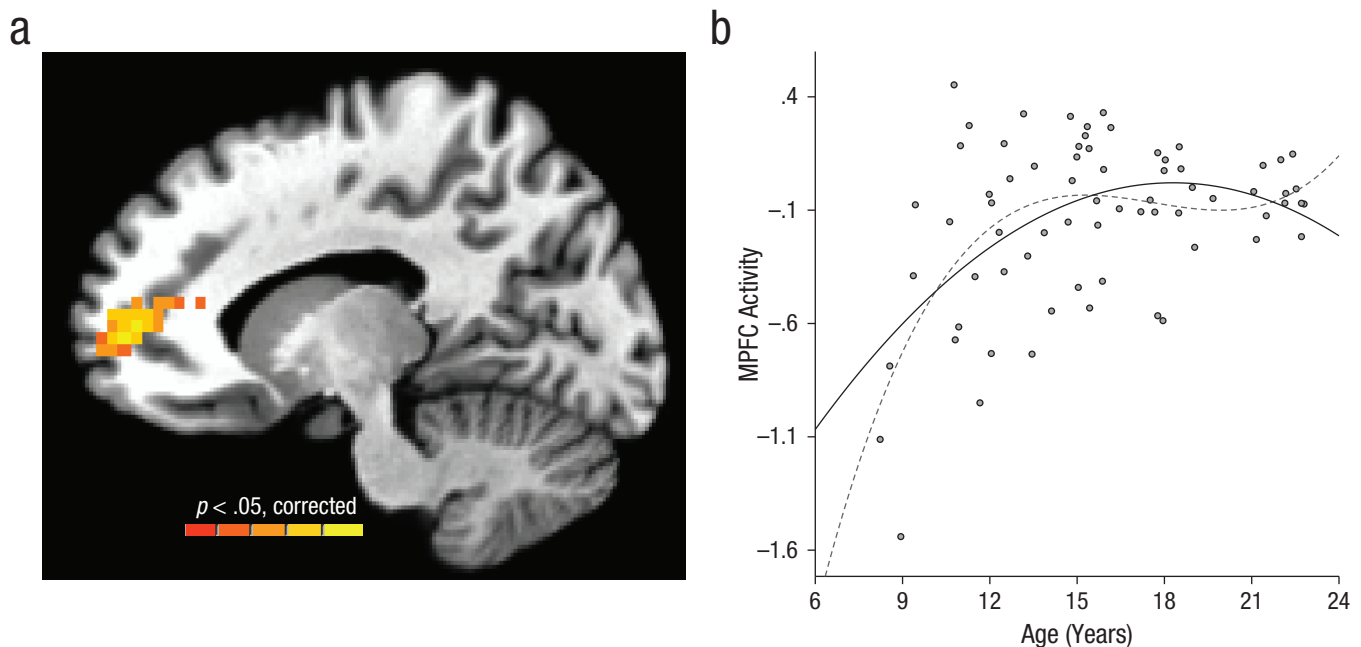 a
p < .05, corrected
b
MPFC Activity
.4
–.1
–.6
–1.1
–1.6
6 9 12 15 18 21 24
Age (Years)